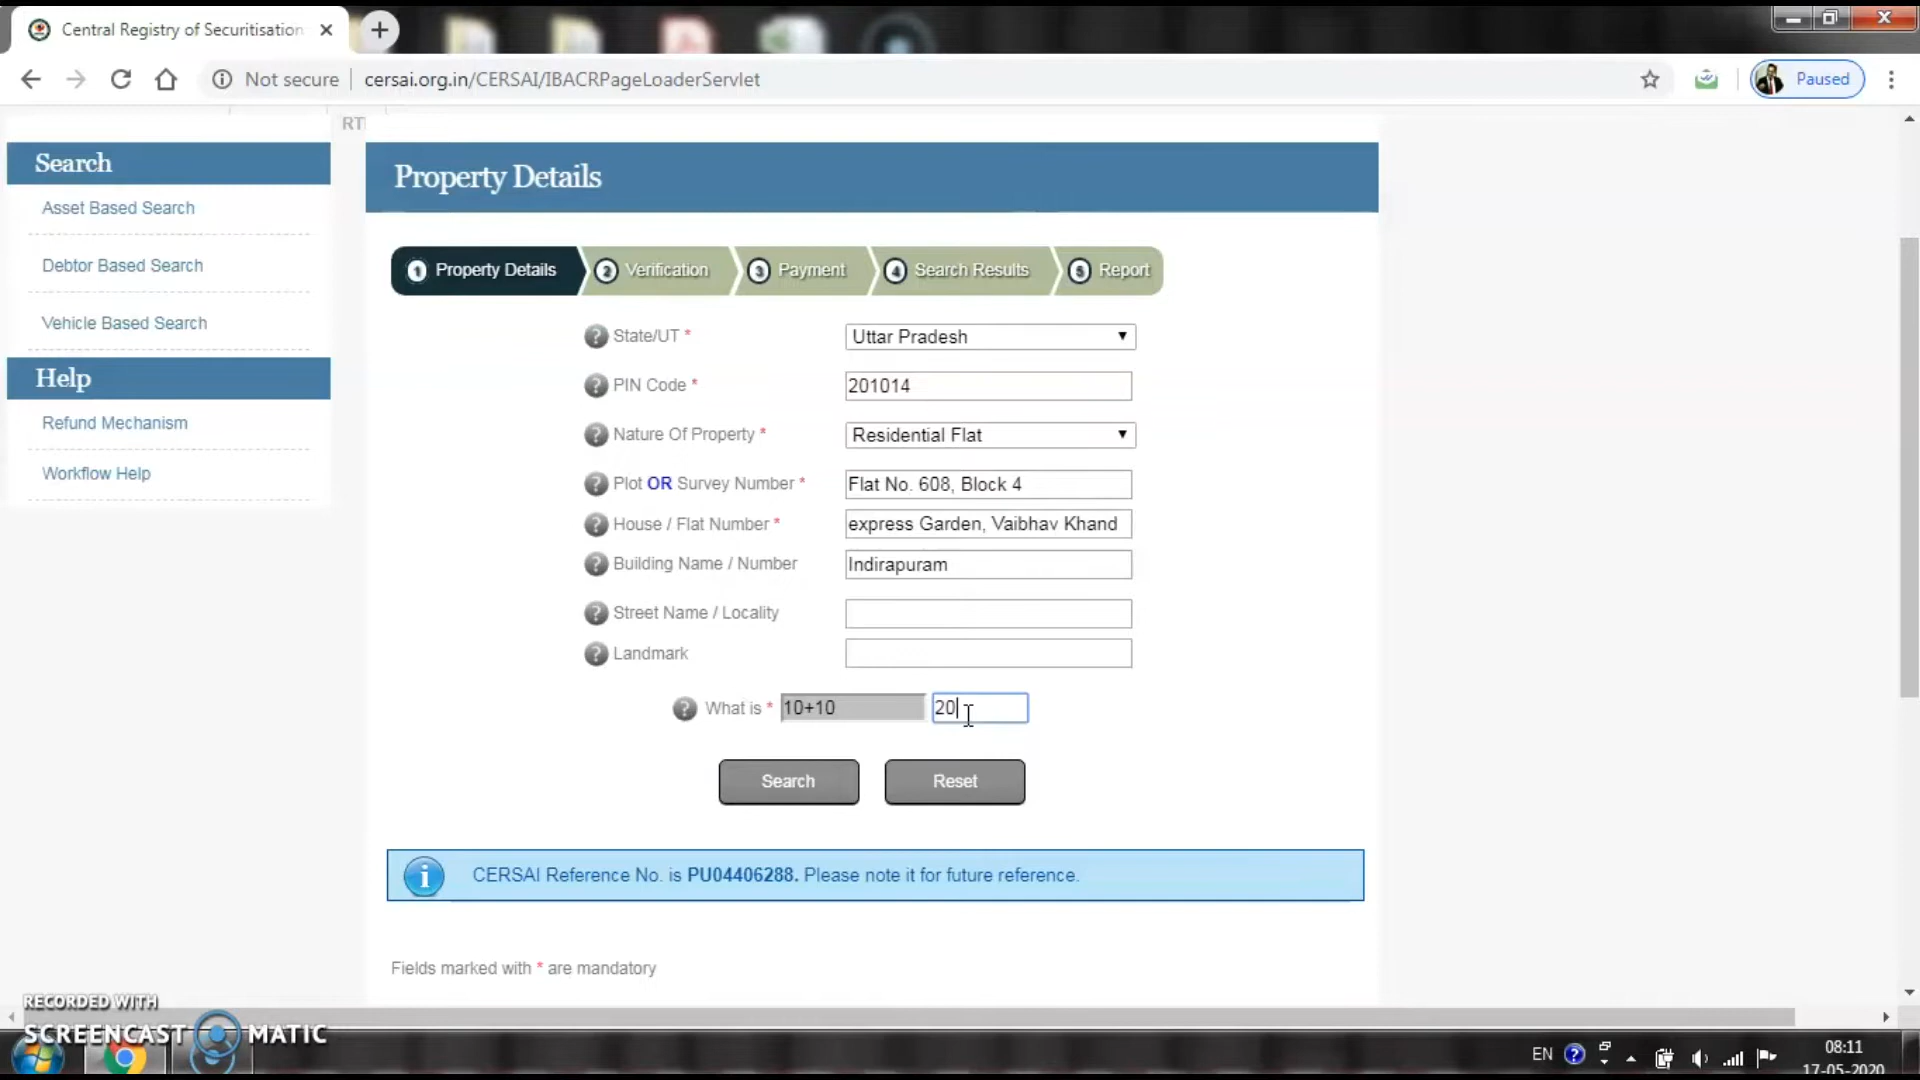 Central Registry of Securitisation
Not secure
cersai.org.in/CERSAI/IBACRPageLoaderServlet
Paused
Search
Asset Based Search
Debtor Based Search
Vehicle Based Search
Help
Refund Mechanism
Workflow Help
Property Details
1 Property Details
2 Verification
3 Payment
4 Search Results
5 Report
? State/UT * Uttar Pradesh
? PIN Code * 201014
? Nature Of Property * Residential Flat
? Plot OR Survey Number * Flat No. 608, Block 4
? House / Flat Number * express Garden, Vaibhav Khand
? Building Name / Number Indirapuram
? Street Name / Locality
? Landmark
? What is * 10+10 20
Search
Reset
CERSAI Reference No. is PU04406288. Please note it for future reference.
Fields marked with * are mandatory
RECORDED WITH
SCREENCAST MATIC
EN
08:11
17-05-2020